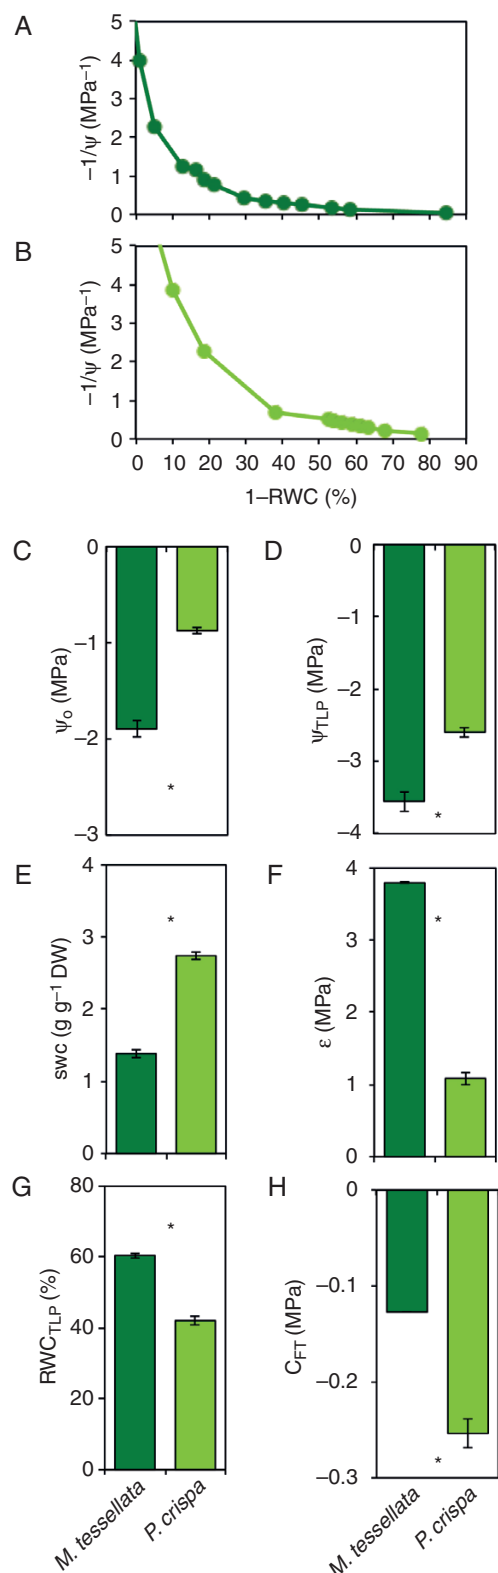 A
5
4
3
2
1
0
−1/ψ (MPa−1)
B
5
4
3
2
1
0
−1/ψ (MPa−1)
0 10 20 30 40 50 60 70 80 90
1–RWC (%)
C
0
−1
−2
−3
ψo (MPa)
*
D
0
−1
−2
−3
−4
ψTLP (MPa)
*
E
4
3
2
1
0
swc (g g−1 DW)
*
F
4
3
2
1
0
ε (MPa)
*
G
80
60
40
20
0
RWCTLP (%)
*
H
0
−0.1
−0.2
−0.3
CFT (MPa)
*
M. tessellata
P. crispa
M. tessellata
P. crispa